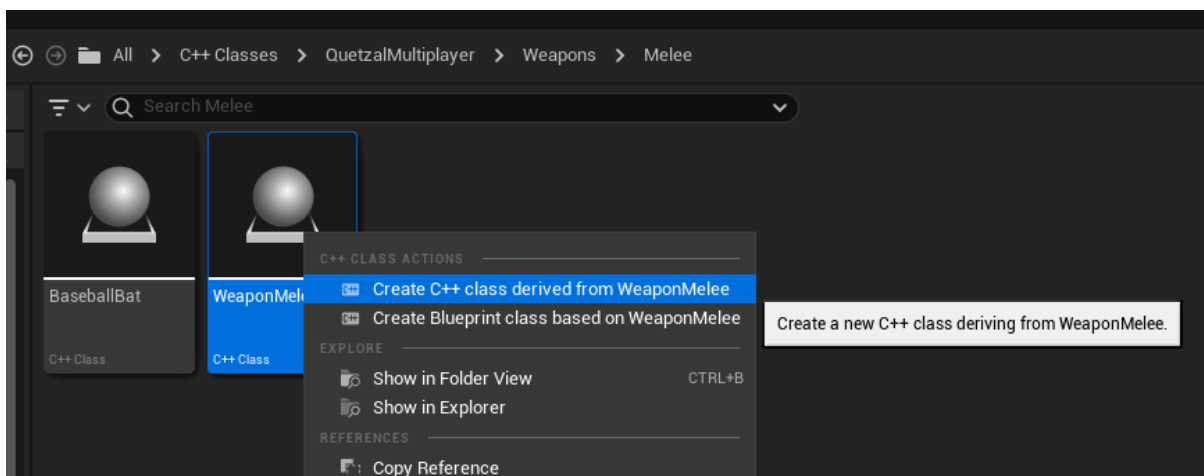 All > C++ Classes > QuetzalMultiplayer > Weapons > Melee
Search Melee
BaseballBat
C++ Class
WeaponMele
C++ Class
C++ CLASS ACTIONS
Create C++ class derived from WeaponMelee
Create Blueprint class based on WeaponMelee
EXPLORE
Show in Folder View CTRL+B
Show in Explorer
REFERENCES
Copy Reference
Create a new C++ class deriving from WeaponMelee.